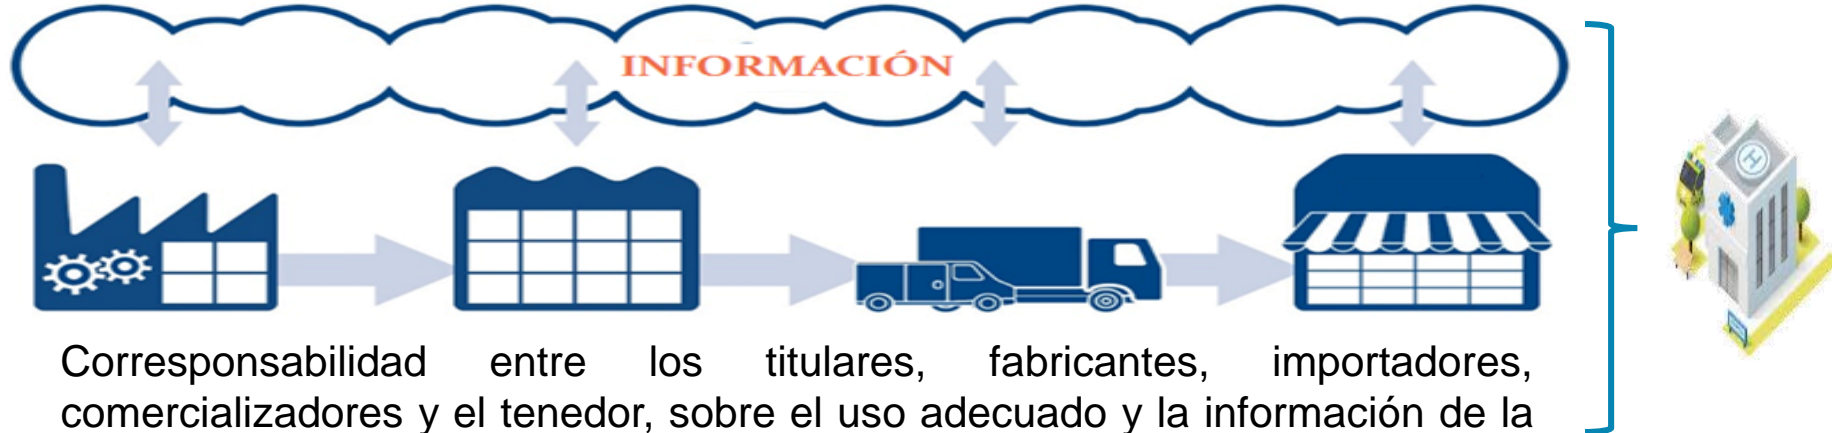 INFORMACIÓN
Corresponsabilidad entre los titulares, fabricantes, importadores,
comercializadores y el tenedor, sobre el uso adecuado y la información de la
H